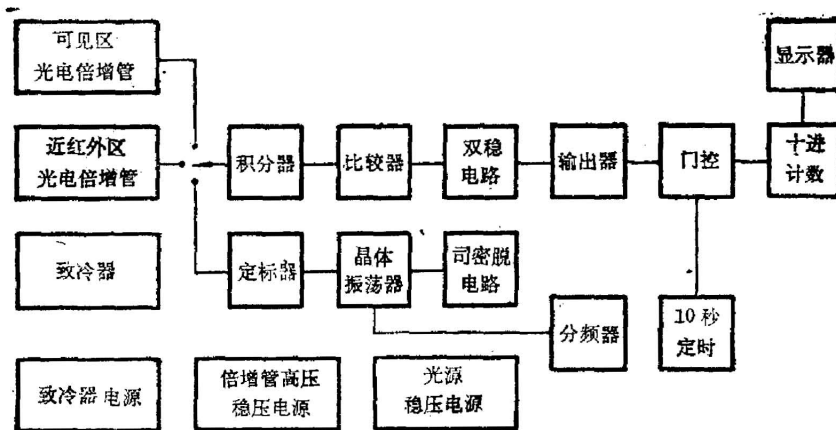 可见区
光电倍增管
显示器
近红外区
光电倍增管
积分器
比较器
双稳
电路
输出器
门控
十进
计数
致冷器
定标器
晶体
振荡器
司密脱
电路
分频器
10秒
定时
致冷器电源
倍增管高压
稳压电源
光源
稳压电源